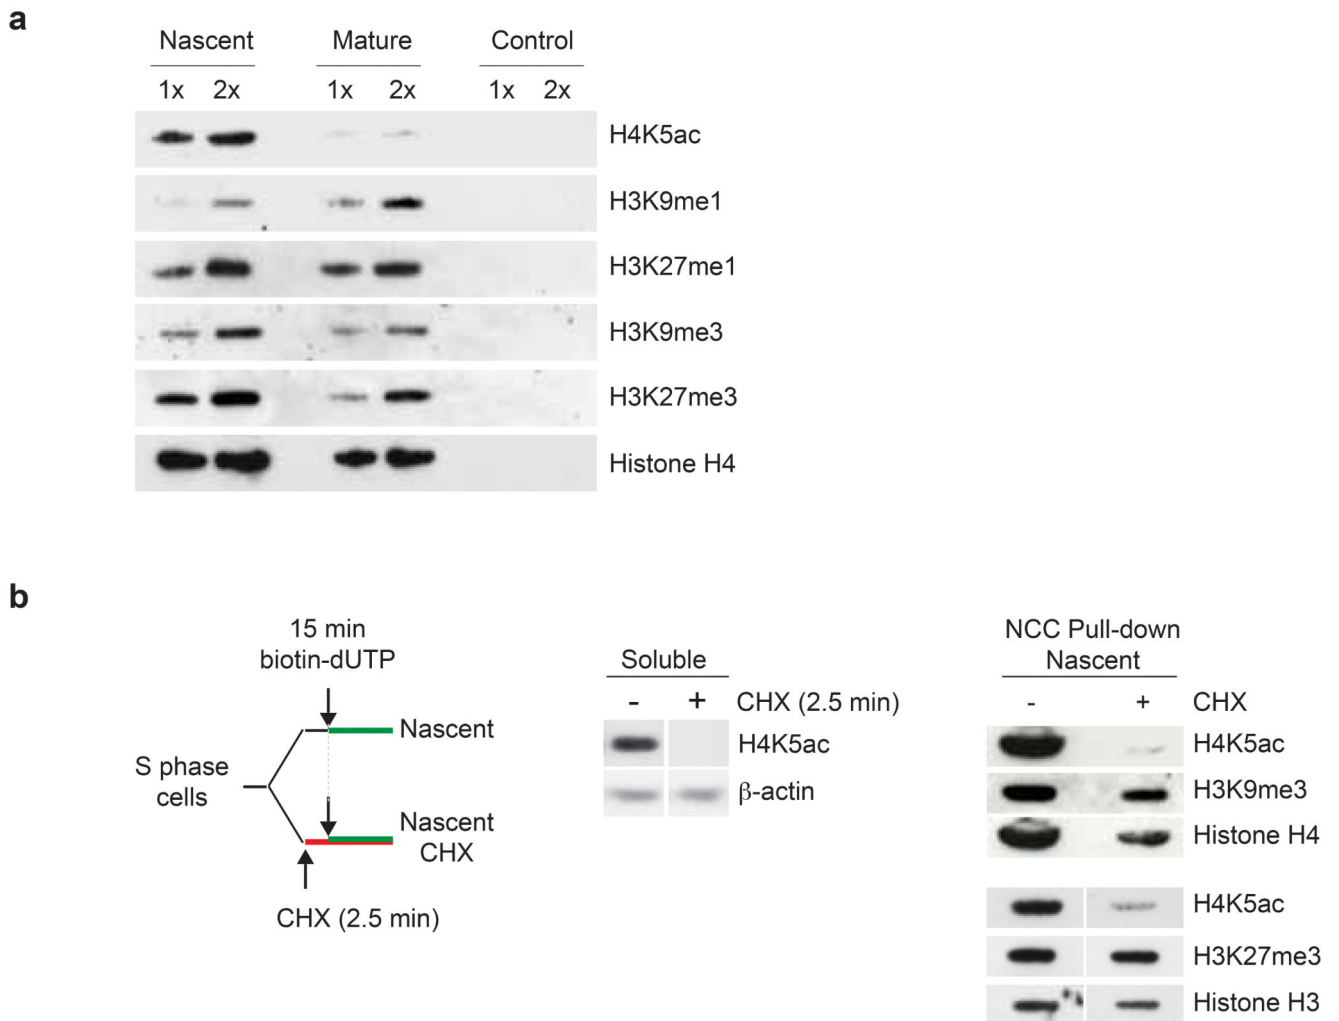 a
Nascent Mature Control
1x 2x 1x 2x 1x 2x
H4K5ac
H3K9me1
H3K27me1
H3K9me3
H3K27me3
Histone H4
b
15 min
biotin-dUTP
S phase
cells
Nascent
Nascent
CHX
CHX (2.5 min)
Soluble
- + CHX (2.5 min)
H4K5ac
β-actin
NCC Pull-down
Nascent
- + CHX
H4K5ac
H3K9me3
Histone H4
H4K5ac
H3K27me3
Histone H3